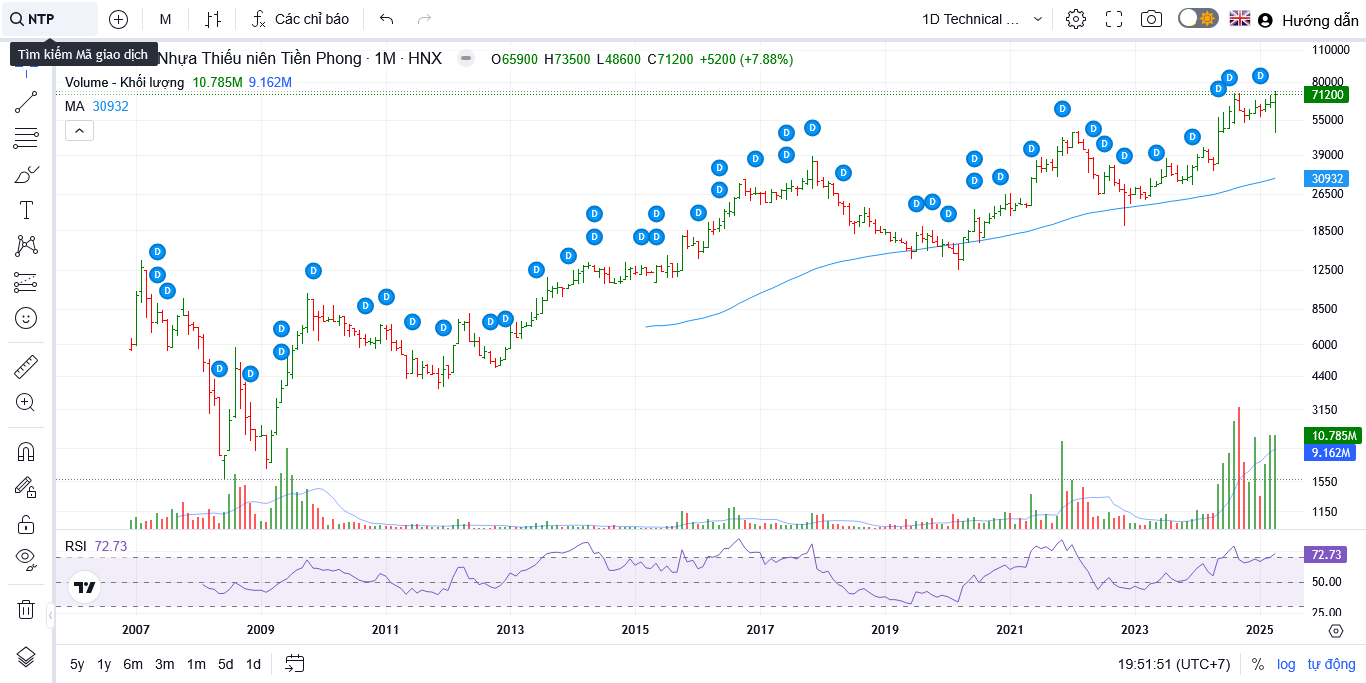 NTP
M
Các chỉ báo
1D Technical ...
Hướng dẫn
Tìm kiếm Mã giao dịch
Nhựa Thiếu niên Tiền Phong · 1M · HNX
O65900 H73500 L48600 C71200 +5200 (+7.88%)
Volume - Khối lượng 10.785M 9.162M
MA 30932
110000
80000
71200
55000
39000
30932
26500
18500
12500
8500
6000
4400
3150
10.785M
9.162M
1550
1150
D D D D D D D D D D D D D D D D D D D D D D D D D D D D D D D D D D D D D D D D D D D D D D D
RSI 72.73
72.73
50.00
25.00
2007 2009 2011 2013 2015 2017 2019 2021 2023 2025
5y 1y 6m 3m 1m 5d 1d
19:51:51 (UTC+7) % log tự động